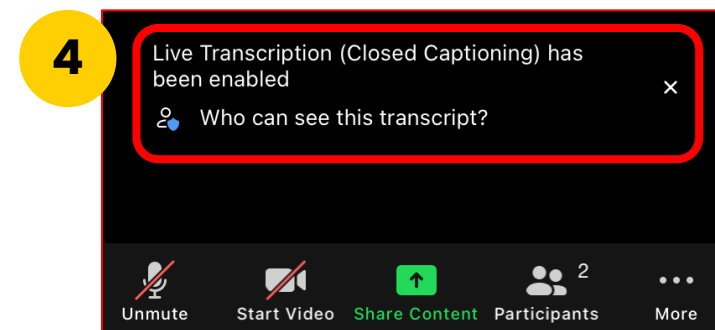 4
Live Transcription (Closed Captioning) has
been enabled
Who can see this transcript?
2
Unmute Start Video Share Content Participants More